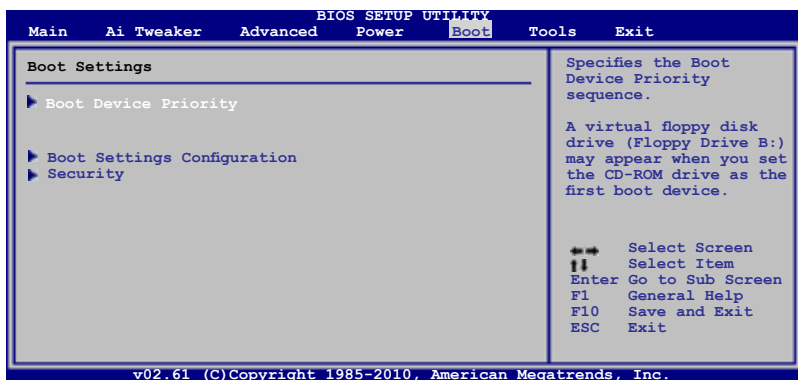 BIOS SETUP UTILITY
Main Ai Tweaker Advanced Power Boot Tools Exit
Boot Settings
Boot Device Priority
Boot Settings Configuration
Security
Specifies the Boot
Device Priority
sequence.
A virtual floppy disk
drive (Floppy Drive B:)
may appear when you set
the CD-ROM drive as the
first boot device.
Select Screen
Select Item
Enter Go to Sub Screen
F1 General Help
F10 Save and Exit
ESC Exit
v02.61 (C)Copyright 1985-2010, American Megatrends, Inc.